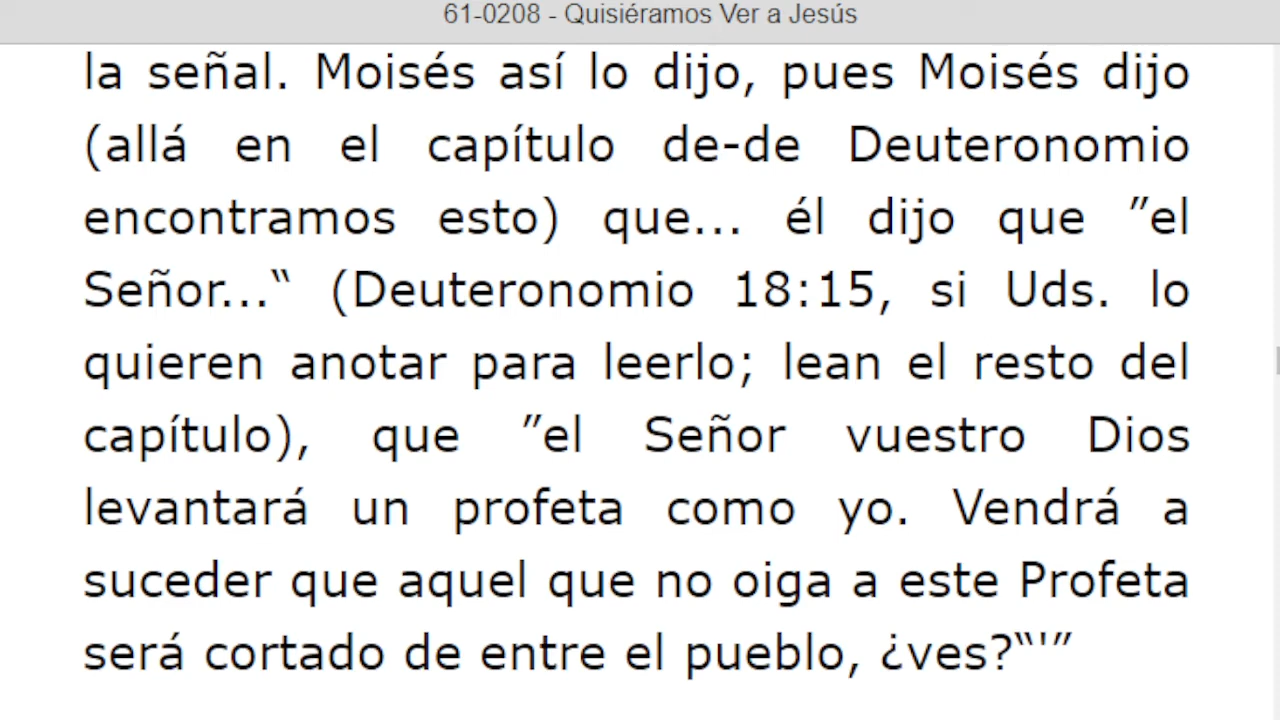 61-0208 - Quisiéramos Ver a Jesús
la señal. Moisés así lo dijo, pues Moisés dijo
(allá en el capítulo de-de Deuteronomio
encontramos esto) que... él dijo que ”el
Señor...“ (Deuteronomio 18:15, si Uds. lo
quieren anotar para leerlo; lean el resto del
capítulo), que ”el Señor vuestro Dios
levantará un profeta como yo. Vendrá a
suceder que aquel que no oiga a este Profeta
será cortado de entre el pueblo, ¿ves?“'”